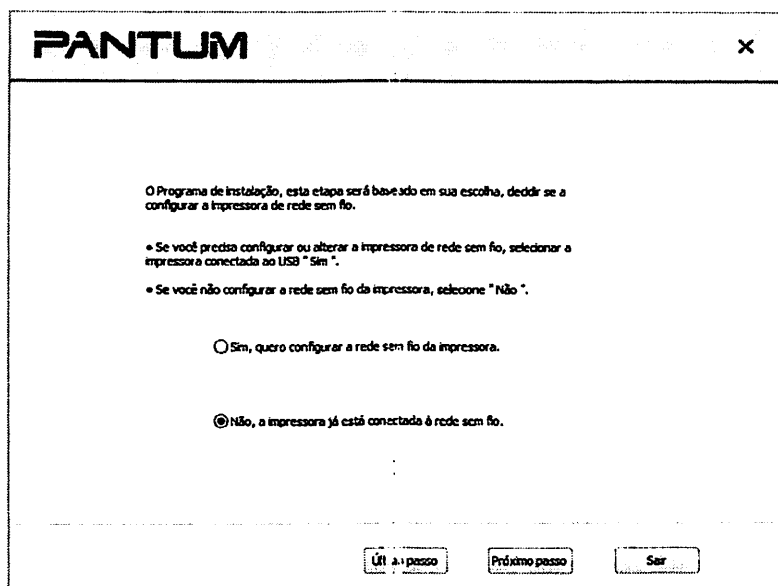 PANTUM
O Programa de instalação, esta etapa será baseado em sua escolha, decidir se a
configurar a impressora de rede sem fio.
• Se você precisa configurar ou alterar a impressora de rede sem fio, selecionar a
impressora conectada ao USB " Sim ".
• Se você não configurar a rede sem fio da impressora, selecione " Não ".
Sim, quero configurar a rede sem fio da impressora.
Não, a impressora já está conectada à rede sem fio.
passo Próximo passo Sair